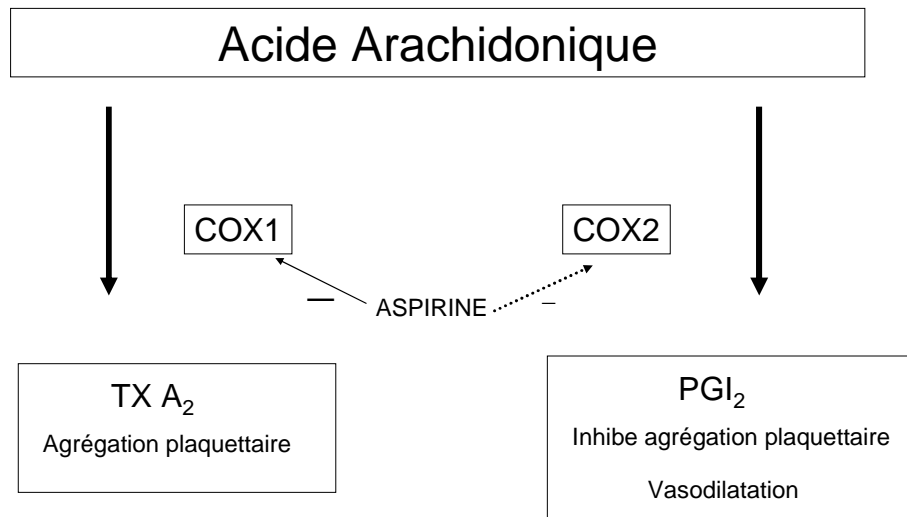 Acide Arachidonique
COX1
COX2
— ASPIRINE –
TX A₂
Agrégation plaquettaire
PGI₂
Inhibe agrégation plaquettaire
Vasodilatation